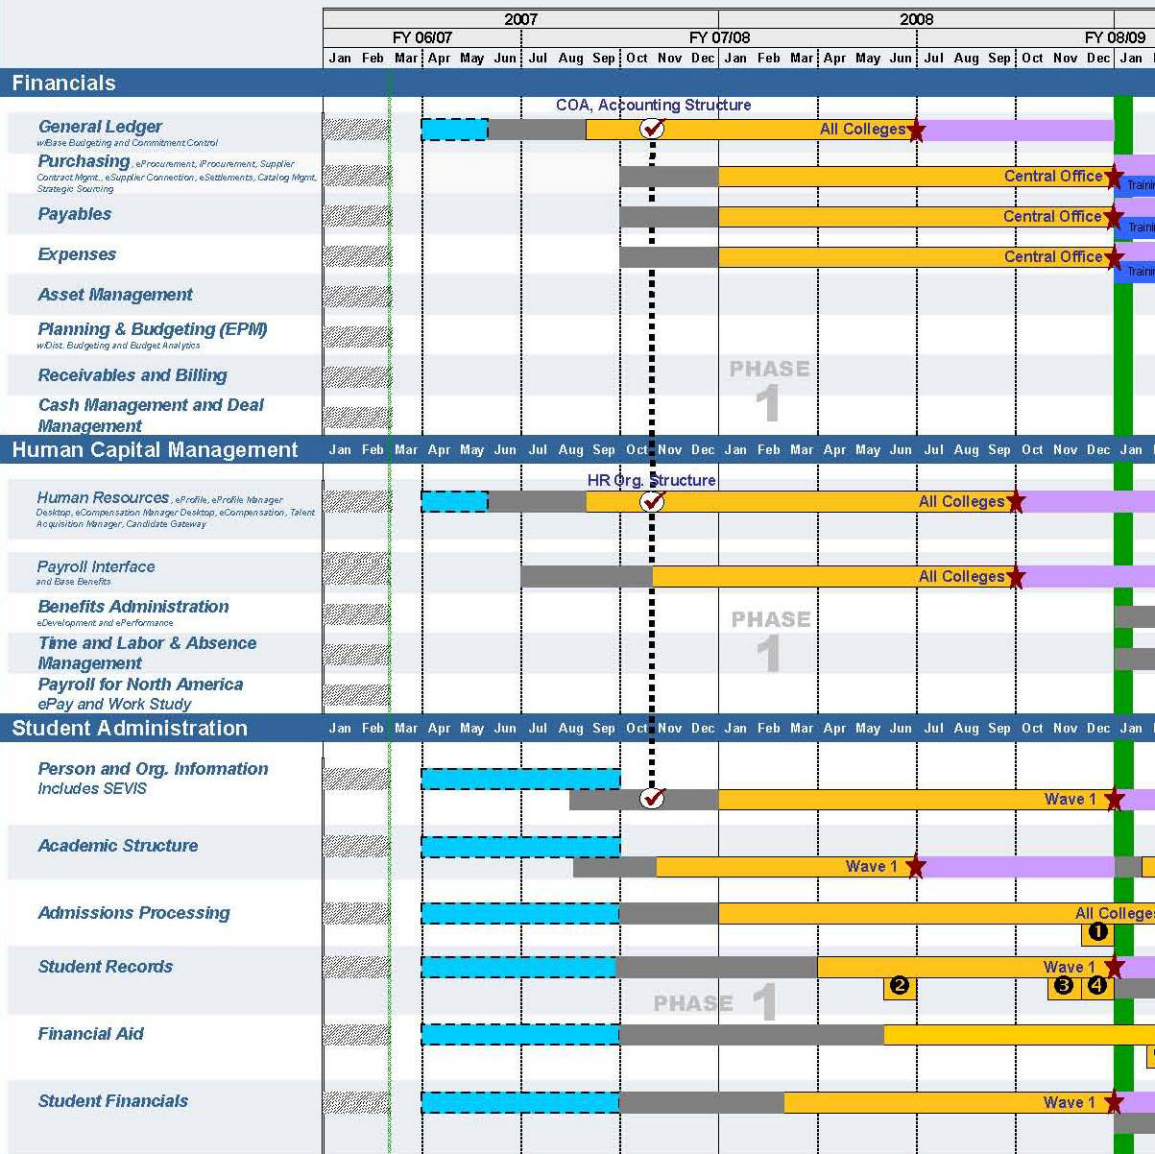 2007 2008
FY 06/07 FY 07/08 FY 08/09
Jan Feb Mar Apr May Jun Jul Aug Sep Oct Nov Dec Jan Feb Mar Apr May Jun Jul Aug Sep Oct Nov Dec Jan
Financials
COA, Accounting Structure
General Ledger All Colleges
w/Base Budgeting and Commitment Control
Purchasing, eProcurement, iProcurement, Supplier
Contract Mgmt., eSupplier Connection, eSettlements, Catalog Mgmt, Central Office
Strategic Sourcing Trainin
Payables Central Office
Trainin
Expenses Central Office
Trainin
Asset Management
Planning & Budgeting (EPM)
w/Dist. Budgeting and Budget Analytics
Receivables and Billing PHASE
1
Cash Management and Deal
Management
Human Capital Management Jan Feb Mar Apr May Jun Jul Aug Sep Oct Nov Dec Jan Feb Mar Apr May Jun Jul Aug Sep Oct Nov Dec Jan
HR Org. Structure
Human Resources, eProfile, eProfile Manager All Colleges
Desktop, eCompensation Manager Desktop, eCompensation, Talent
Acquisition Manager, Candidate Gateway
Payroll Interface All Colleges
and Base Benefits
Benefits Administration PHASE
eDevelopment and ePerformance
1
Time and Labor & Absence
Management
Payroll for North America
ePay and Work Study
Student Administration Jan Feb Mar Apr May Jun Jul Aug Sep Oct Nov Dec Jan Feb Mar Apr May Jun Jul Aug Sep Oct Nov Dec Jan
Person and Org. Information
Includes SEVIS
Wave 1
Academic Structure
Wave 1
Admissions Processing All Colleges
❶
Student Records Wave 1
❷ ❸ ❹
PHASE 1
Financial Aid
Student Financials Wave 1